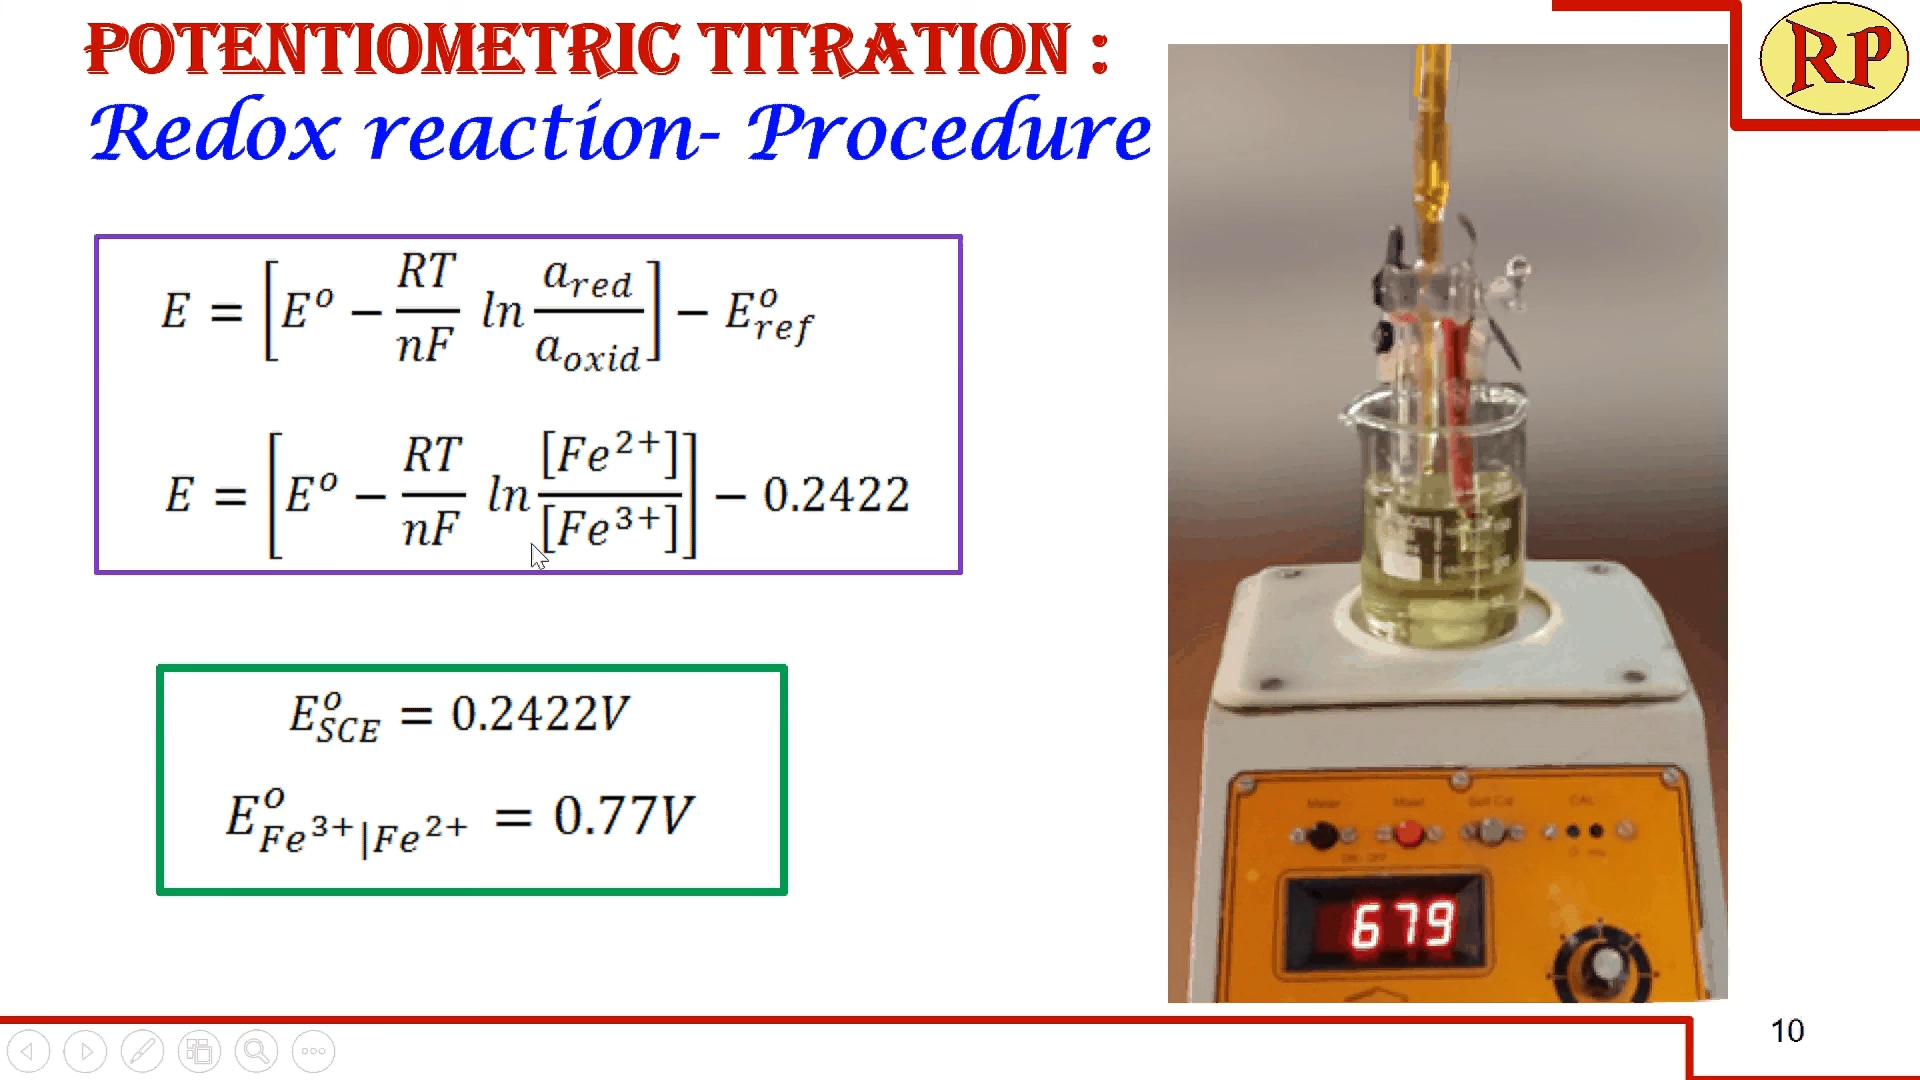 POTENTIOMETRIC TITRATION :
Redox reaction- Procedure
RP
E = [E° − RT/nF ln a_red/a_oxid] − E°_ref
E = [E° − RT/nF ln [Fe²⁺]/[Fe³⁺]] − 0.2422
E°_SCE = 0.2422V
E°_Fe³⁺|Fe²⁺ = 0.77V
679
10